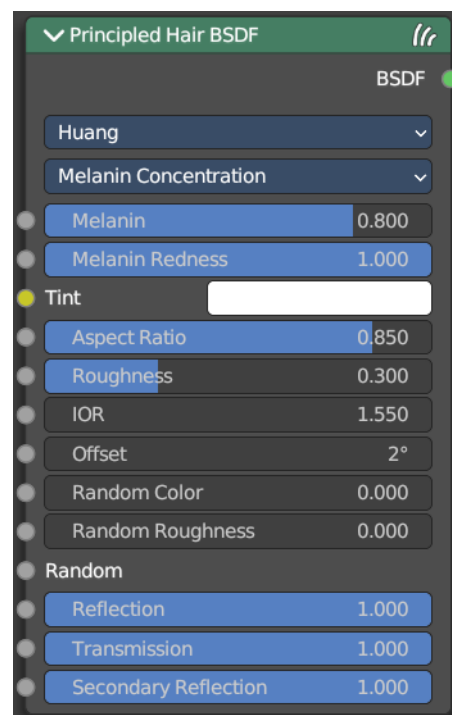 Principled Hair BSDF
BSDF
Huang
Melanin Concentration
Melanin 0.800
Melanin Redness 1.000
Tint
Aspect Ratio 0.850
Roughness 0.300
IOR 1.550
Offset 2°
Random Color 0.000
Random Roughness 0.000
Random
Reflection 1.000
Transmission 1.000
Secondary Reflection 1.000